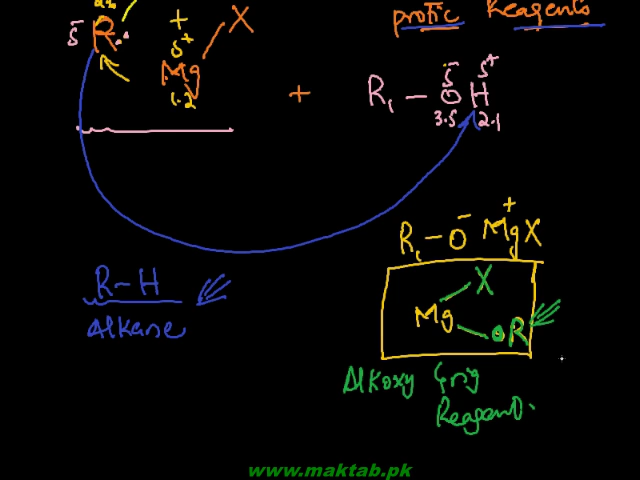 + X protic Reagents
δ- R δ+ δ- δ+
Mg + R₁ - OH
1.2 3.5 2.1
R₁ - O- Mg+ X
R - H
Alkane
X
Mg
OR
Alkoxy Grig
Reagent.
www.maktab.pk